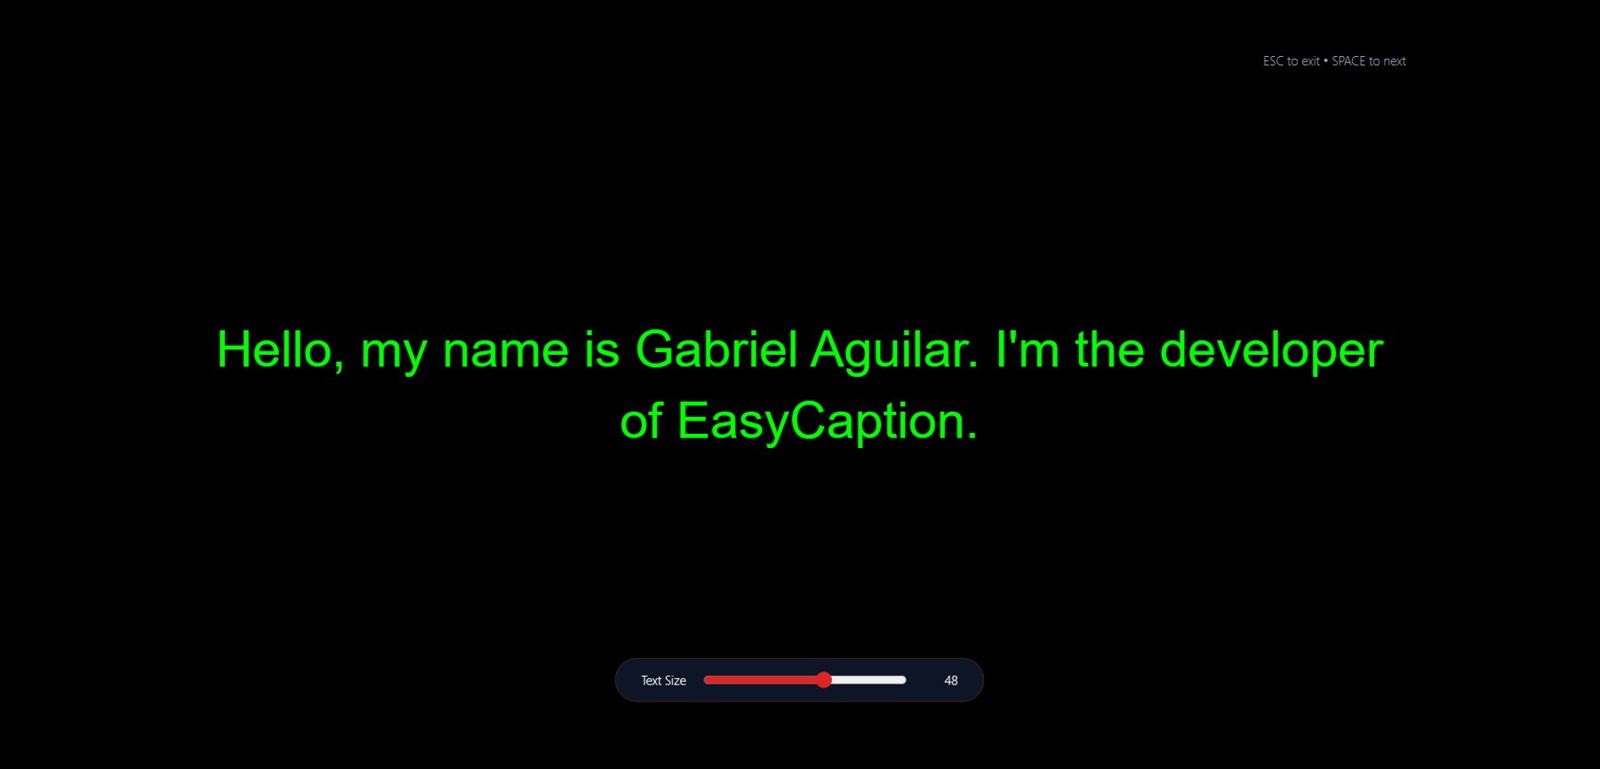 ESC to exit • SPACE to next
Hello, my name is Gabriel Aguilar. I'm the developer
of EasyCaption.
Text Size 48